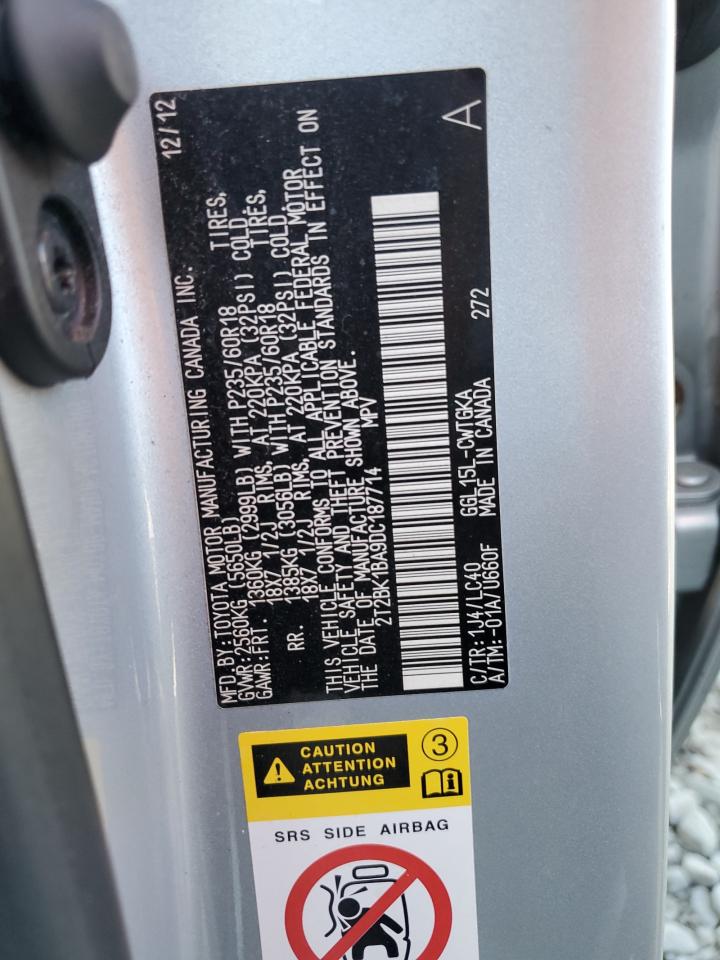 MFD.BY:TOYOTA MOTOR MANUFACTURING CANADA INC. 12/12
GVWR:2560KG (5650LB)
GAWR:FRT. 1360KG (2999LB) WITH P235/60R18 TIRES,
18X7 1/2J RIMS, AT 220KPA (32PSI) COLD.
RR. 1385KG (3056LB) WITH P235/60R18 TIRES,
18X7 1/2J RIMS, AT 220KPA (32PSI) COLD.
THIS VEHICLE CONFORMS TO ALL APPLICABLE FEDERAL MOTOR
VEHICLE SAFETY AND THEFT PREVENTION STANDARDS IN EFFECT ON
THE DATE OF MANUFACTURE SHOWN ABOVE.
2T2BK1BA9DC187714 MPV
C/TR:1J4/LC40 GGL15L-CWTGKA 272 A
A/TM:-01A/U660F MADE IN CANADA
CAUTION
ATTENTION
ACHTUNG
3
i
SRS SIDE AIRBAG